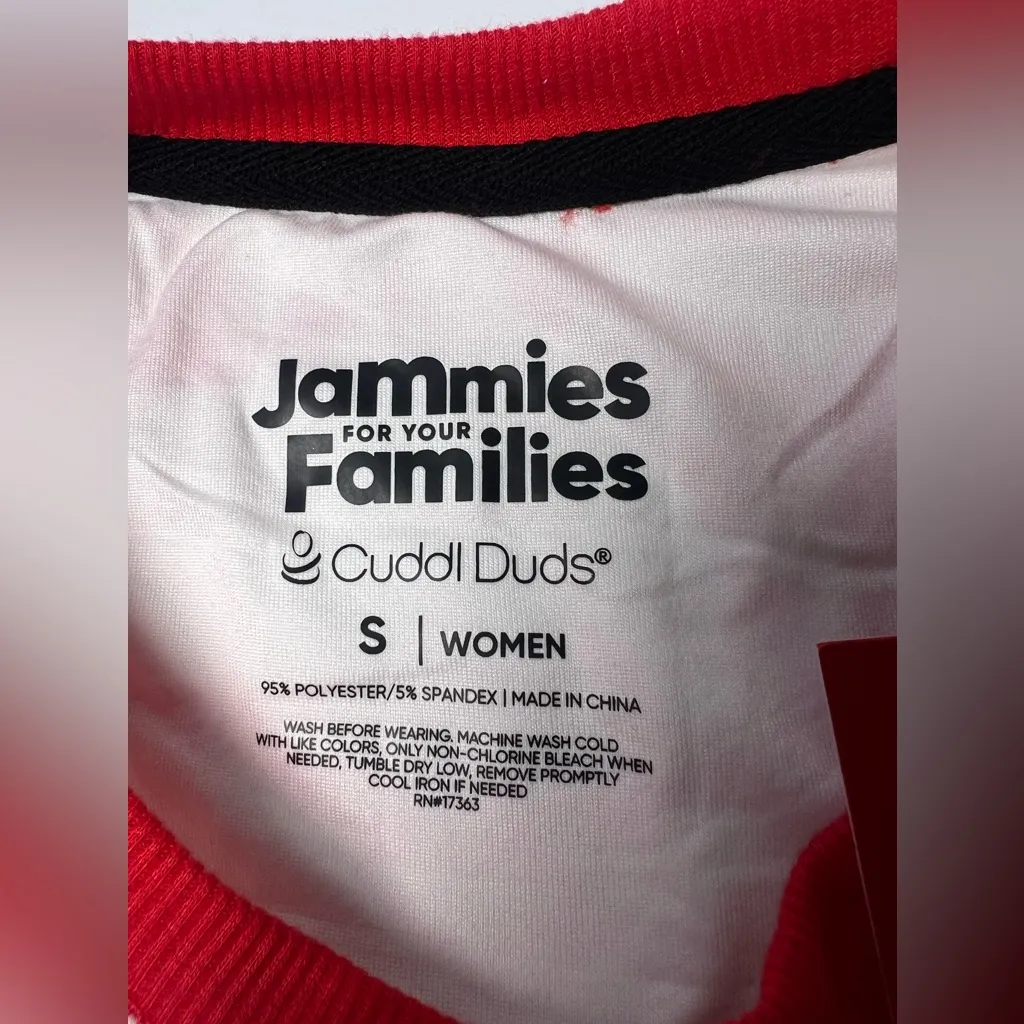 Jammies
FOR YOUR
Families
Cuddl Duds®
S | WOMEN
95% POLYESTER/5% SPANDEX | MADE IN CHINA
WASH BEFORE WEARING. MACHINE WASH COLD
WITH LIKE COLORS, ONLY NON-CHLORINE BLEACH WHEN
NEEDED, TUMBLE DRY LOW, REMOVE PROMPTLY
COOL IRON IF NEEDED
RN#17363